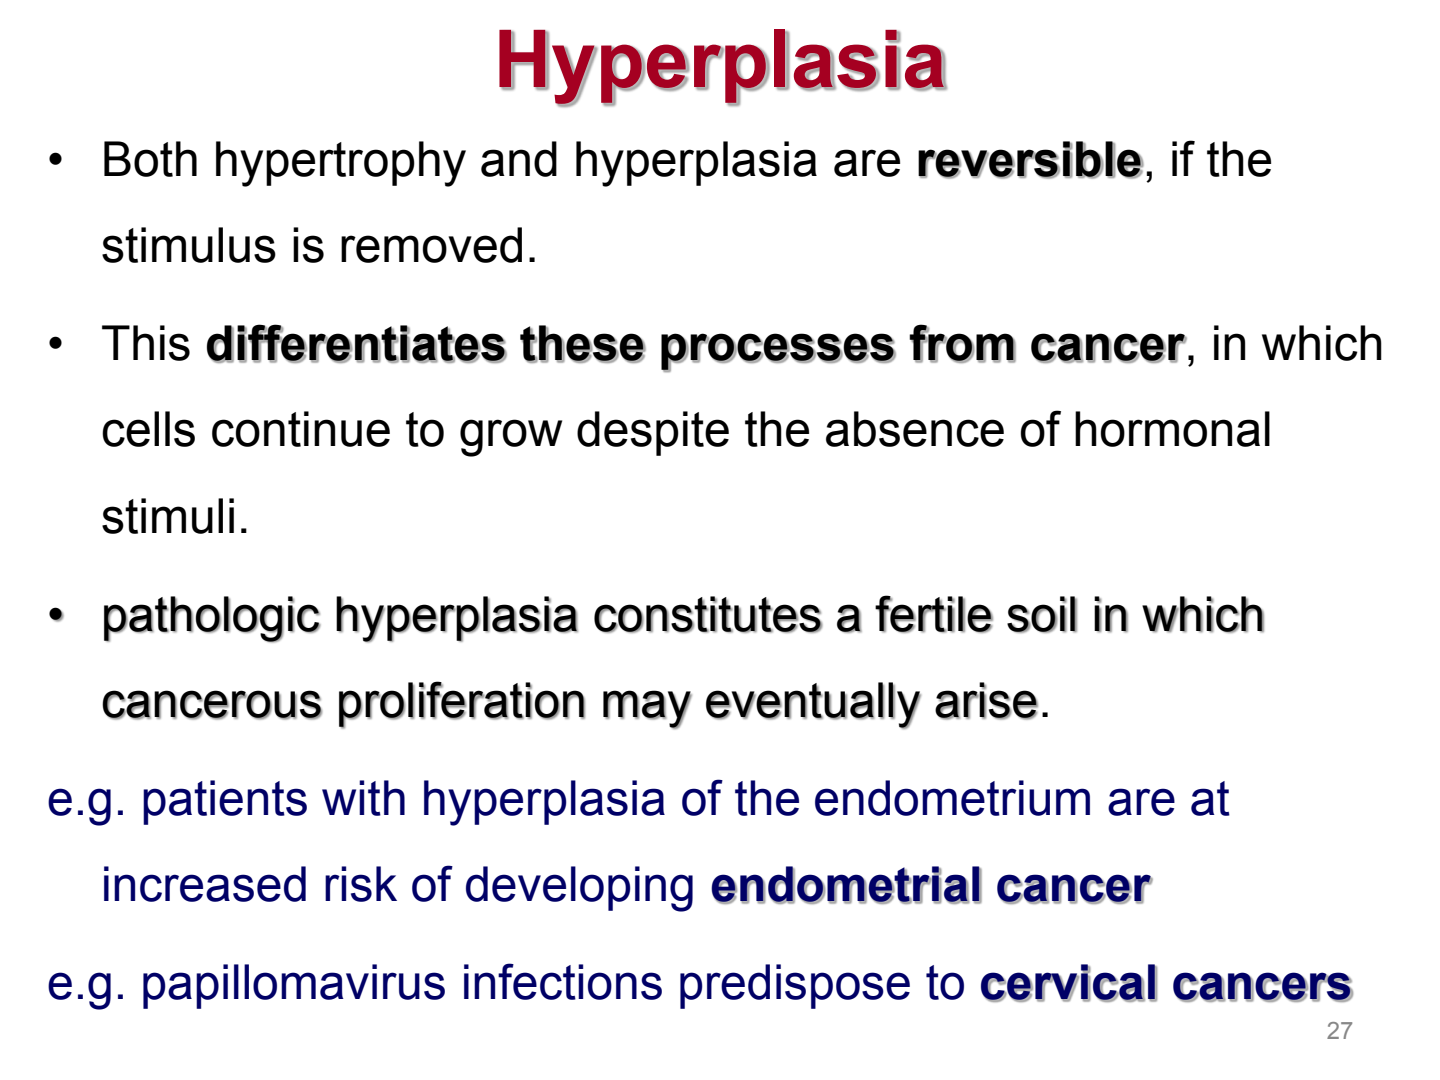 Hyperplasia
• Both hypertrophy and hyperplasia are reversible, if the
stimulus is removed.
• This differentiates these processes from cancer, in which
cells continue to grow despite the absence of hormonal
stimuli.
• pathologic hyperplasia constitutes a fertile soil in which
cancerous proliferation may eventually arise.
e.g. patients with hyperplasia of the endometrium are at
increased risk of developing endometrial cancer
e.g. papillomavirus infections predispose to cervical cancers
27